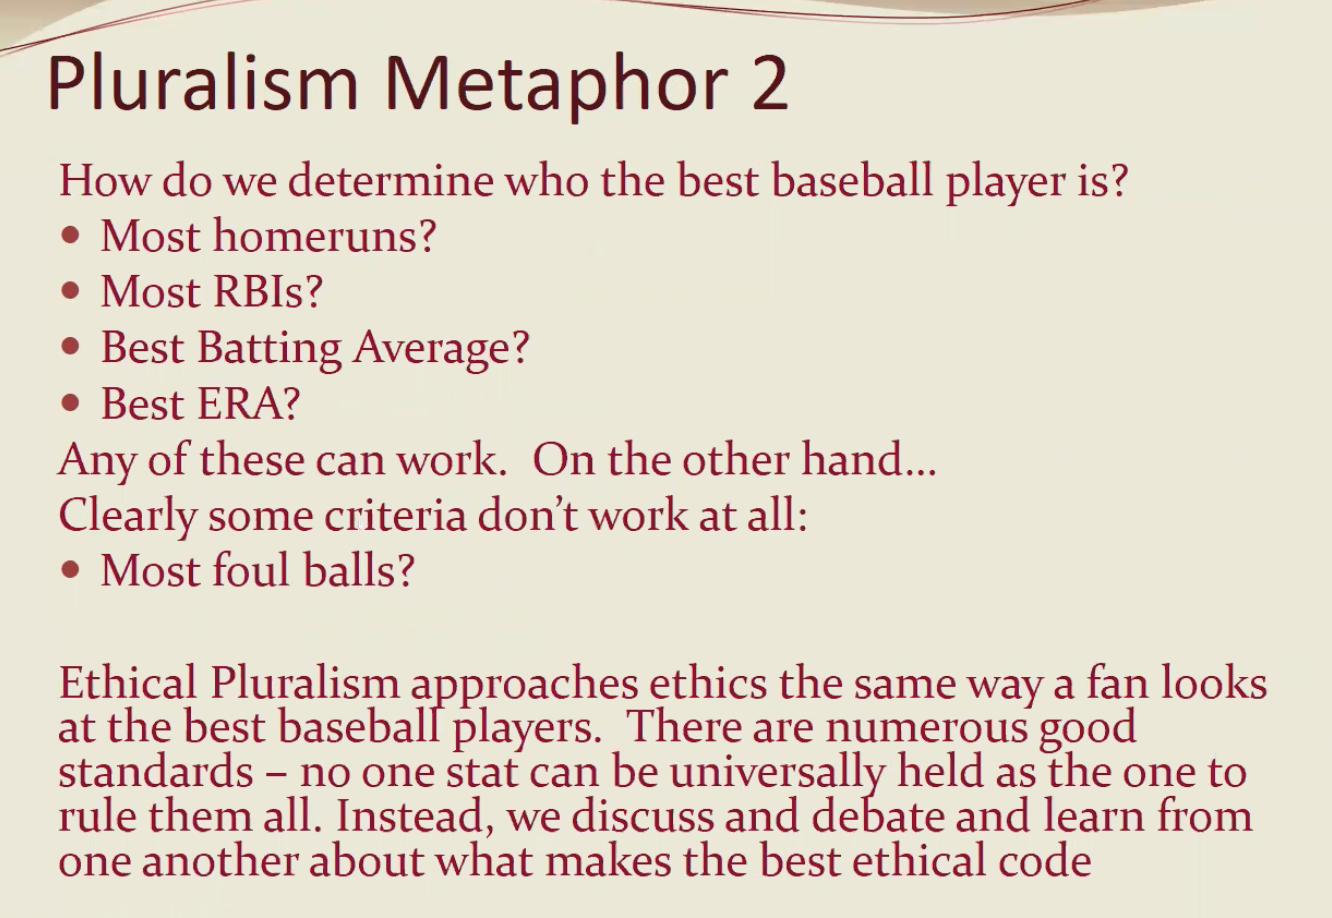 Pluralism Metaphor 2
How do we determine who the best baseball player is?
• Most homeruns?
• Most RBIs?
• Best Batting Average?
• Best ERA?
Any of these can work.  On the other hand...
Clearly some criteria don’t work at all:
• Most foul balls?
Ethical Pluralism approaches ethics the same way a fan looks
at the best baseball players.  There are numerous good
standards – no one stat can be universally held as the one to
rule them all. Instead, we discuss and debate and learn from
one another about what makes the best ethical code